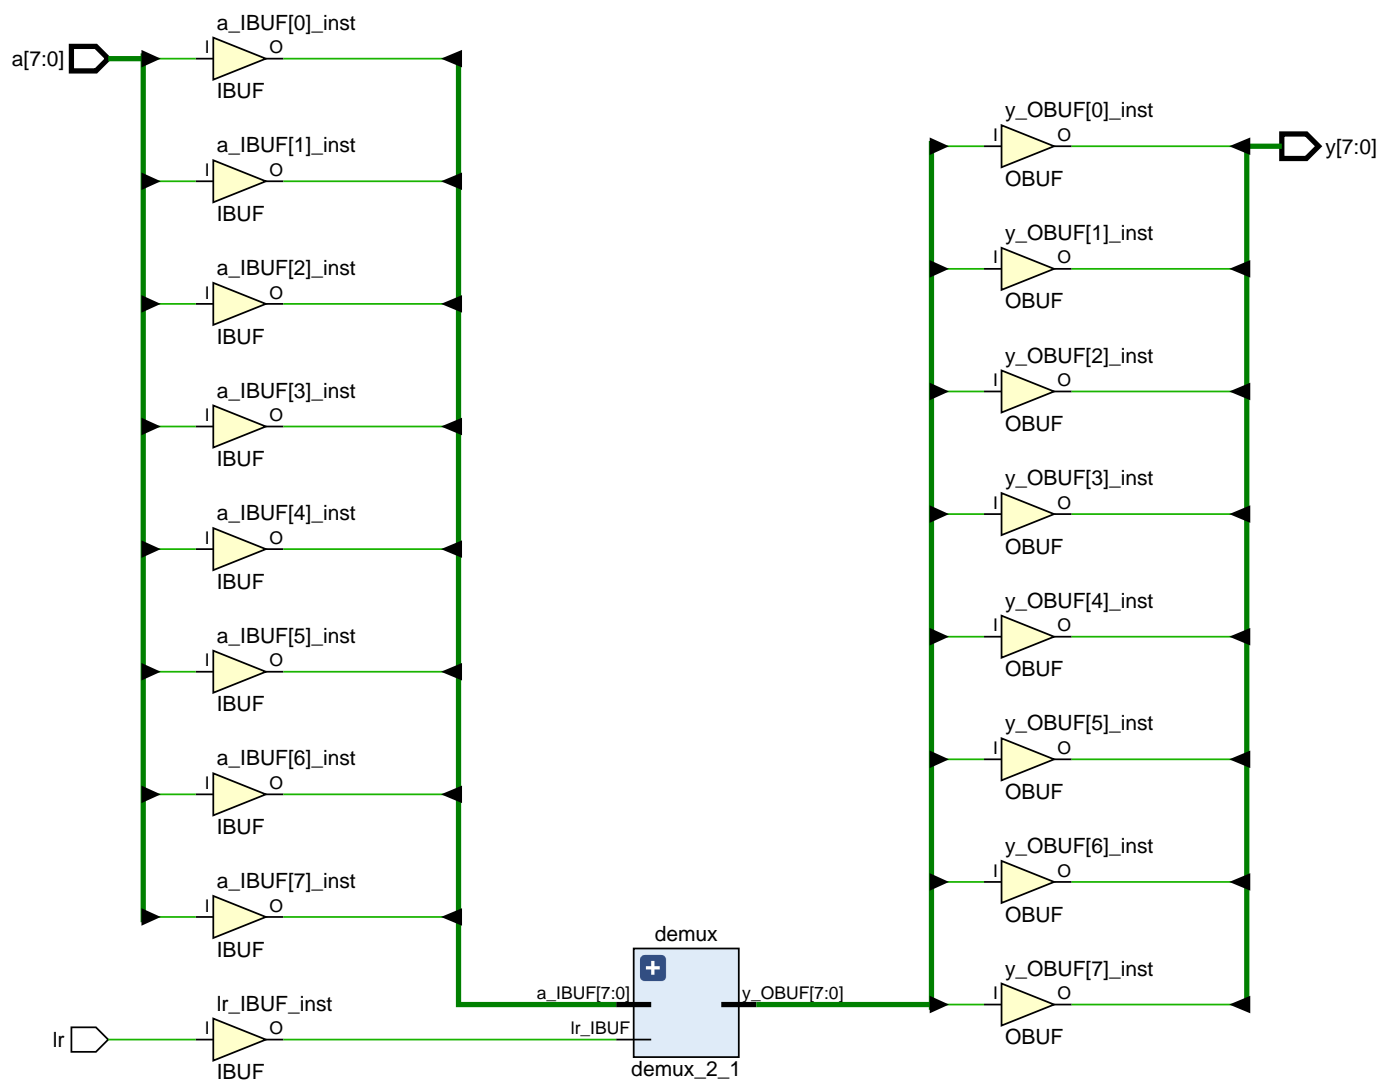 a[7:0]
a_IBUF[0]_inst
I
O
IBUF
a_IBUF[1]_inst
I
O
IBUF
a_IBUF[2]_inst
I
O
IBUF
a_IBUF[3]_inst
I
O
IBUF
a_IBUF[4]_inst
I
O
IBUF
a_IBUF[5]_inst
I
O
IBUF
a_IBUF[6]_inst
I
O
IBUF
a_IBUF[7]_inst
I
O
IBUF
lr
lr_IBUF_inst
I
O
IBUF
demux
a_IBUF[7:0]
lr_IBUF
y_OBUF[7:0]
demux_2_1
y_OBUF[0]_inst
I
O
OBUF
y_OBUF[1]_inst
I
O
OBUF
y_OBUF[2]_inst
I
O
OBUF
y_OBUF[3]_inst
I
O
OBUF
y_OBUF[4]_inst
I
O
OBUF
y_OBUF[5]_inst
I
O
OBUF
y_OBUF[6]_inst
I
O
OBUF
y_OBUF[7]_inst
I
O
OBUF
y[7:0]